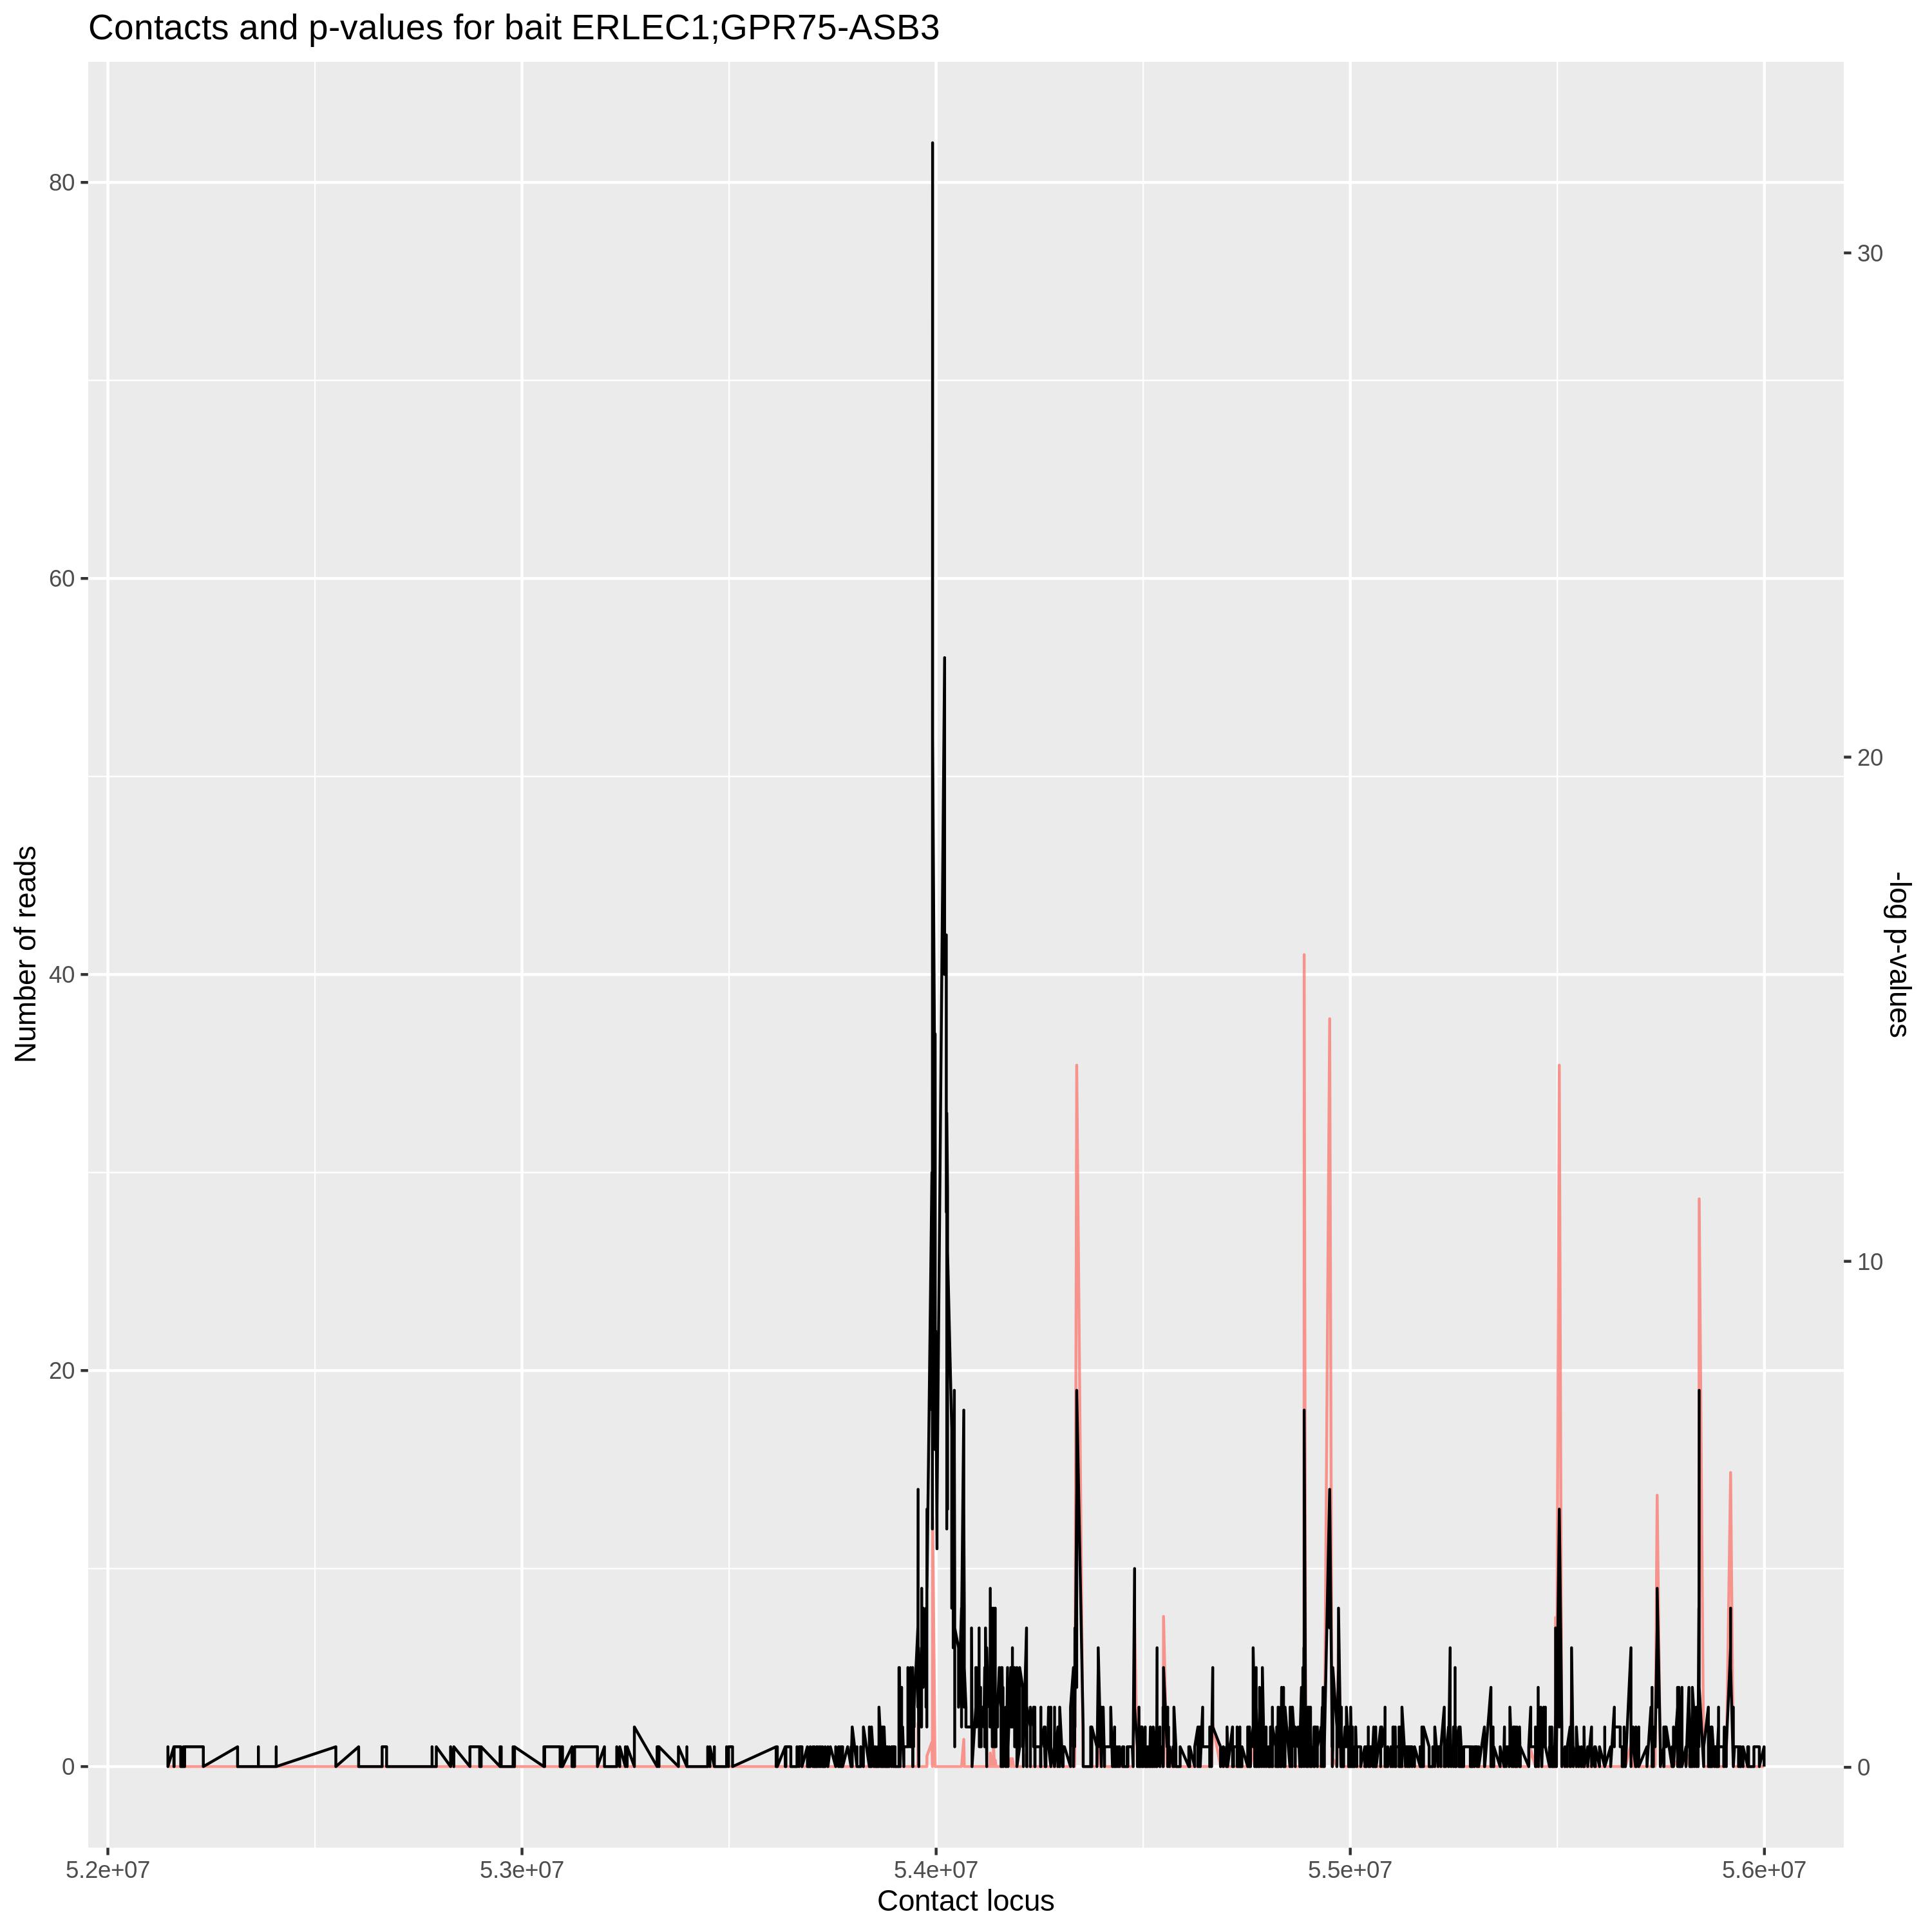 Contacts and p-values for bait ERLEC1;GPR75-ASB3
80
60
40
20
0
Number of reads
30
20
10
0
-log p-values
5.2e+07
5.3e+07
5.4e+07
5.5e+07
5.6e+07
Contact locus